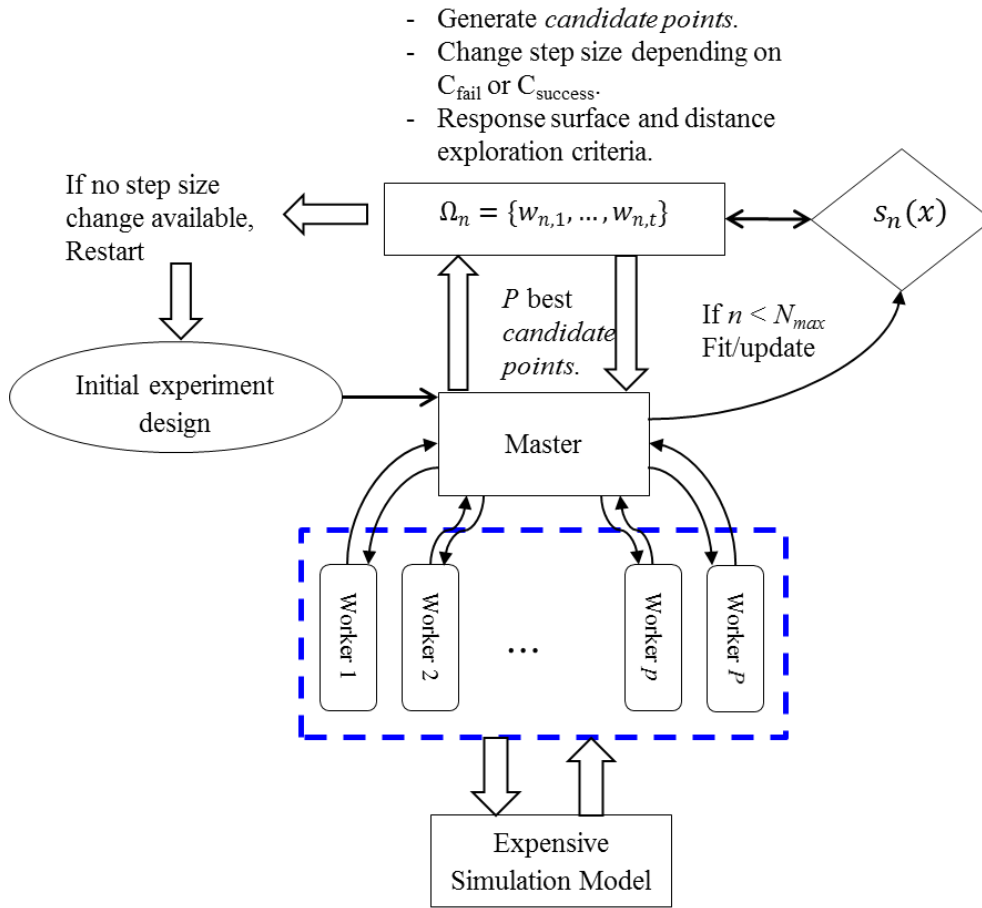 - Generate candidate points.
- Change step size depending on
C_fail or C_success.
- Response surface and distance
exploration criteria.
If no step size
change available,
Restart
Ω_n = {w_{n,1}, …, w_{n,t}}
s_n(x)
P best
candidate
points.
If n < N_max
Fit/update
Initial experiment
design
Master
Worker 1
Worker 2
…
Worker p
Worker P
Expensive
Simulation Model